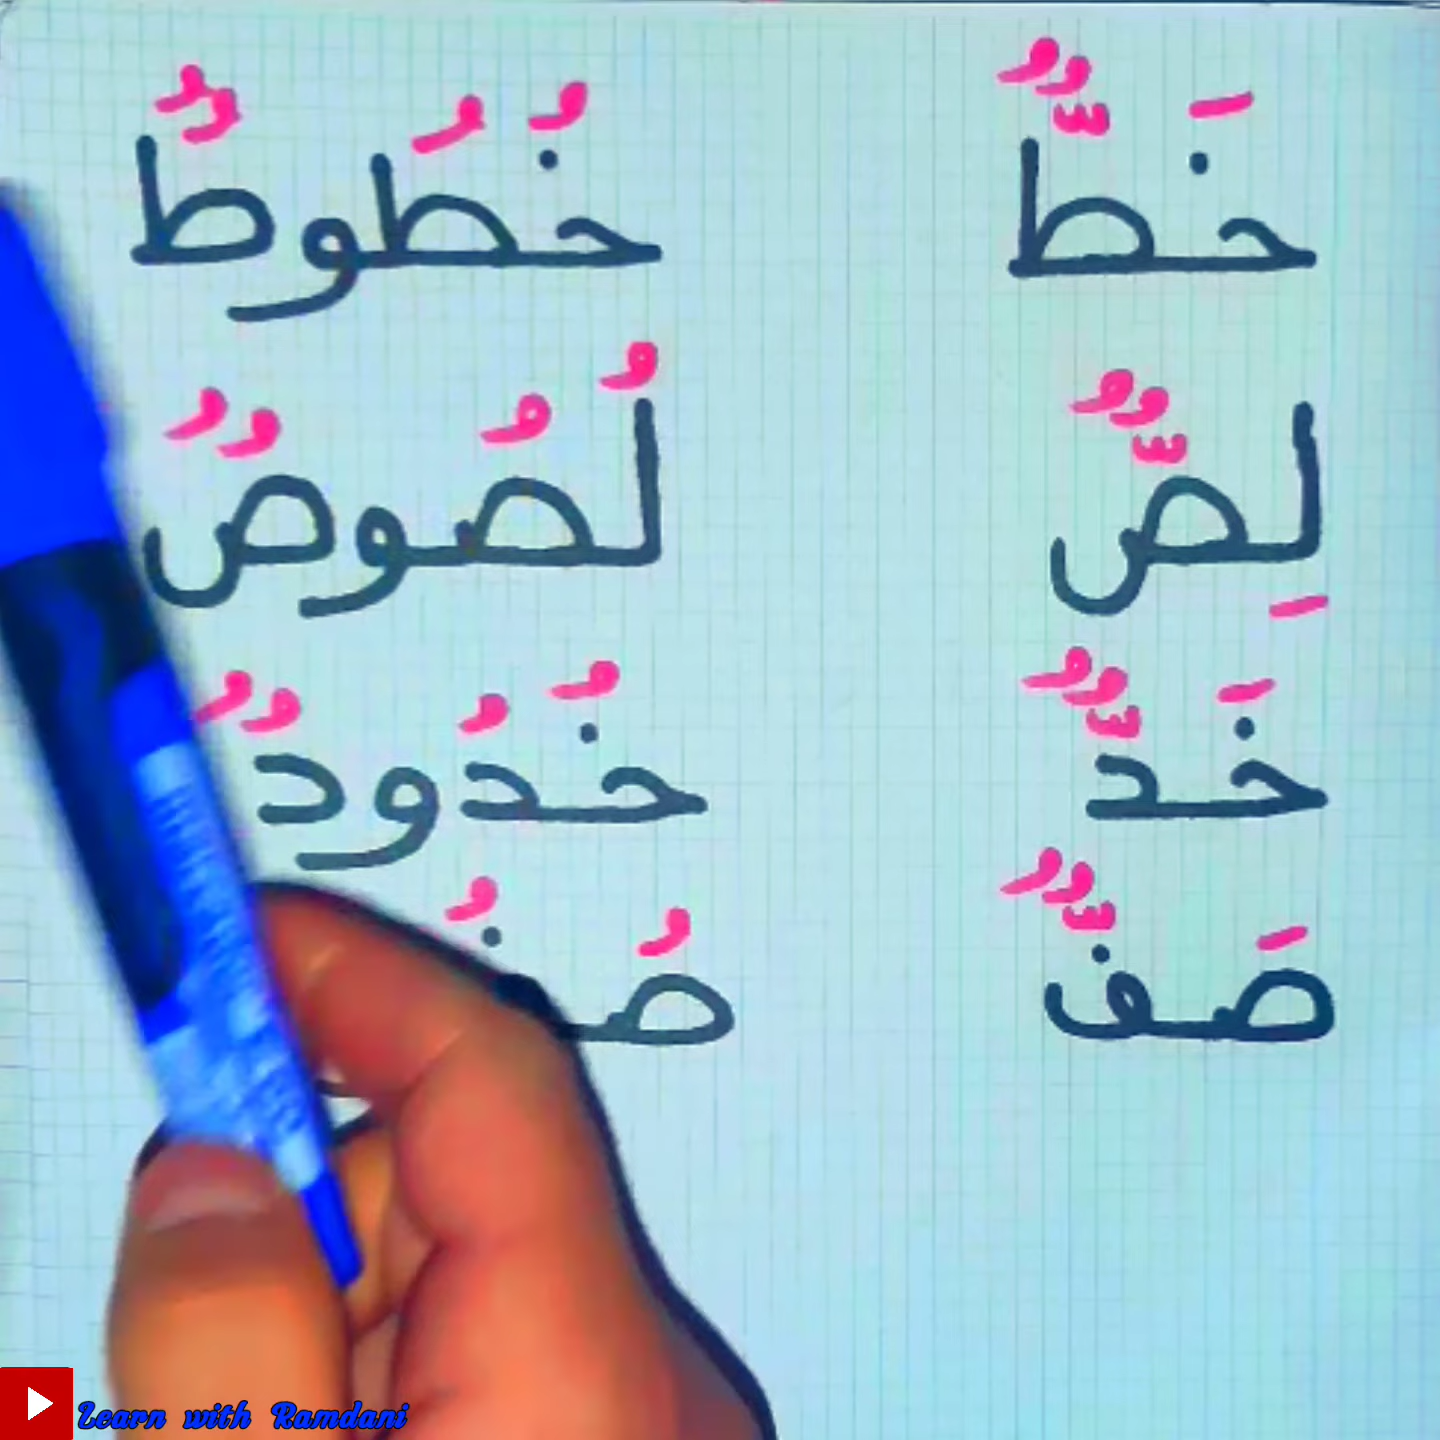 خَطٌّ خُطُوطٌ
لِصٌّ لُصُوصٌ
خَدٌّ خُدُودٌ
صَفٌّ
Learn with Ramdani